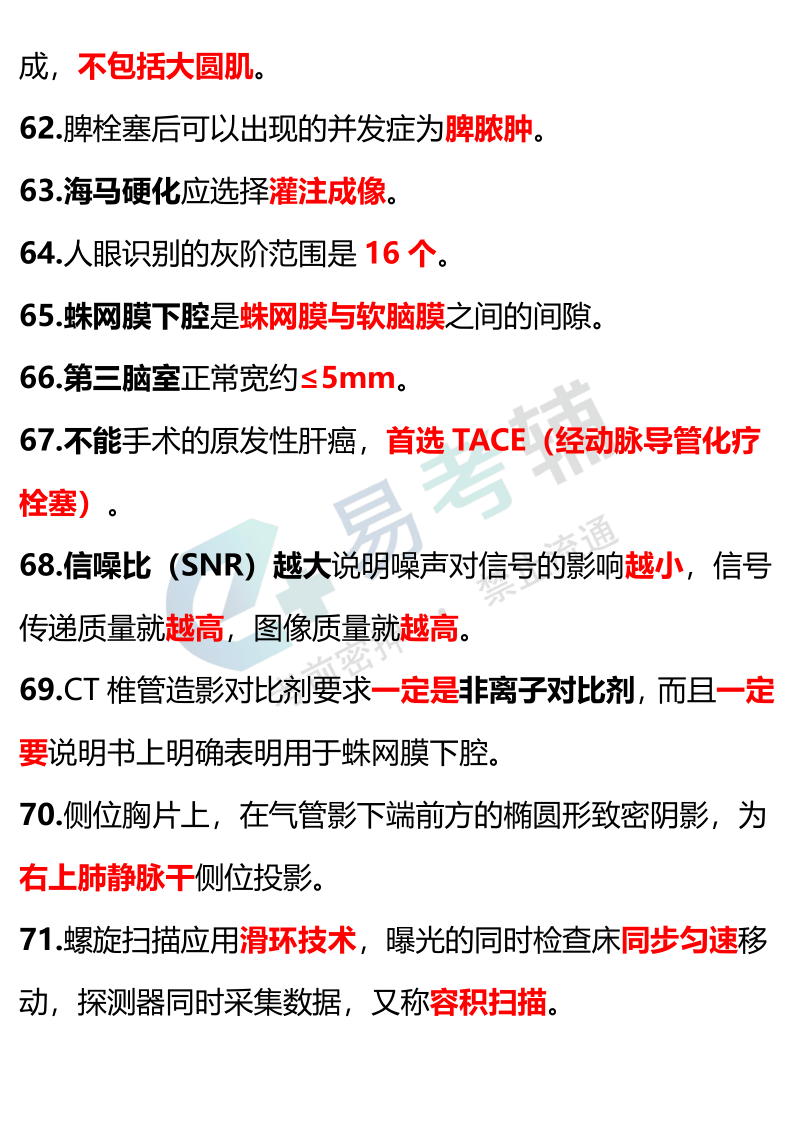 成，不包括大圆肌。
62.脾栓塞后可以出现的并发症为脾脓肿。
63.海马硬化应选择灌注成像。
64.人眼识别的灰阶范围是 16 个。
65.蛛网膜下腔是蛛网膜与软脑膜之间的间隙。
66.第三脑室正常宽约≤5mm。
67.不能手术的原发性肝癌，首选 TACE（经动脉导管化疗
栓塞）。
68.信噪比（SNR）越大说明噪声对信号的影响越小，信号
传递质量就越高，图像质量就越高。
69.CT 椎管造影对比剂要求一定是非离子对比剂，而且一定
要说明书上明确表明用于蛛网膜下腔。
70.侧位胸片上，在气管影下端前方的椭圆形致密阴影，为
右上肺静脉干侧位投影。
71.螺旋扫描应用滑环技术，曝光的同时检查床同步匀速移
动，探测器同时采集数据，又称容积扫描。
易考辅
考前密押，禁止流通